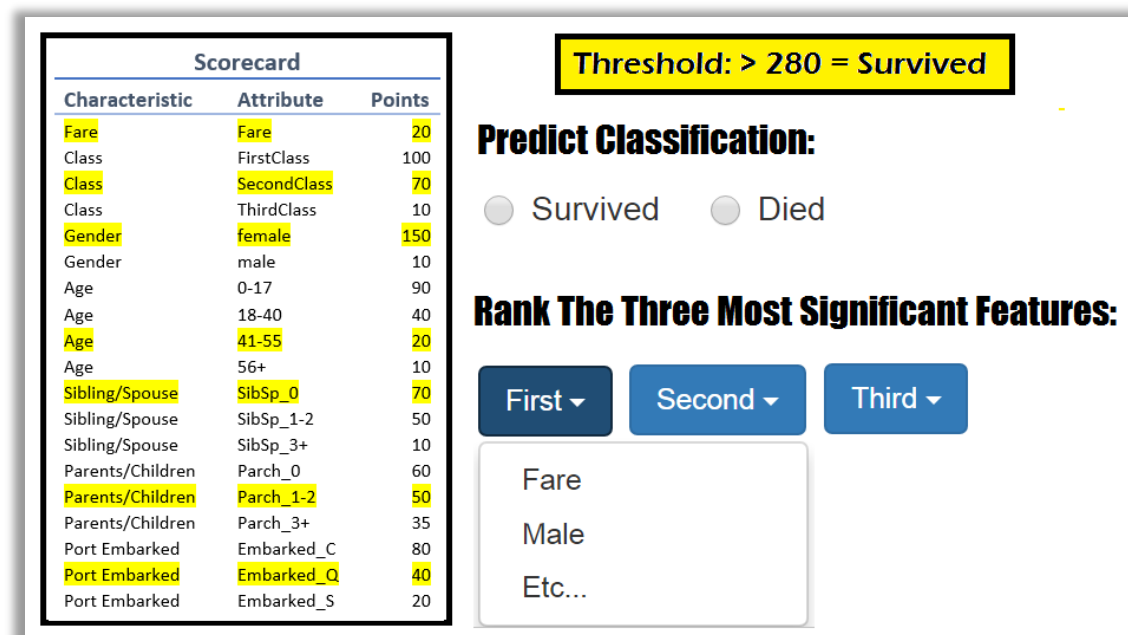 Scorecard
Characteristic Attribute Points
Fare Fare 20
Class FirstClass 100
Class SecondClass 70
Class ThirdClass 10
Gender female 150
Gender male 10
Age 0-17 90
Age 18-40 40
Age 41-55 20
Age 56+ 10
Sibling/Spouse SibSp_0 70
Sibling/Spouse SibSp_1-2 50
Sibling/Spouse SibSp_3+ 10
Parents/Children Parch_0 60
Parents/Children Parch_1-2 50
Parents/Children Parch_3+ 35
Port Embarked Embarked_C 80
Port Embarked Embarked_Q 40
Port Embarked Embarked_S 20
Threshold: > 280 = Survived
Predict Classification:
Survived Died
Rank The Three Most Significant Features:
First Second Third
Fare
Male
Etc...